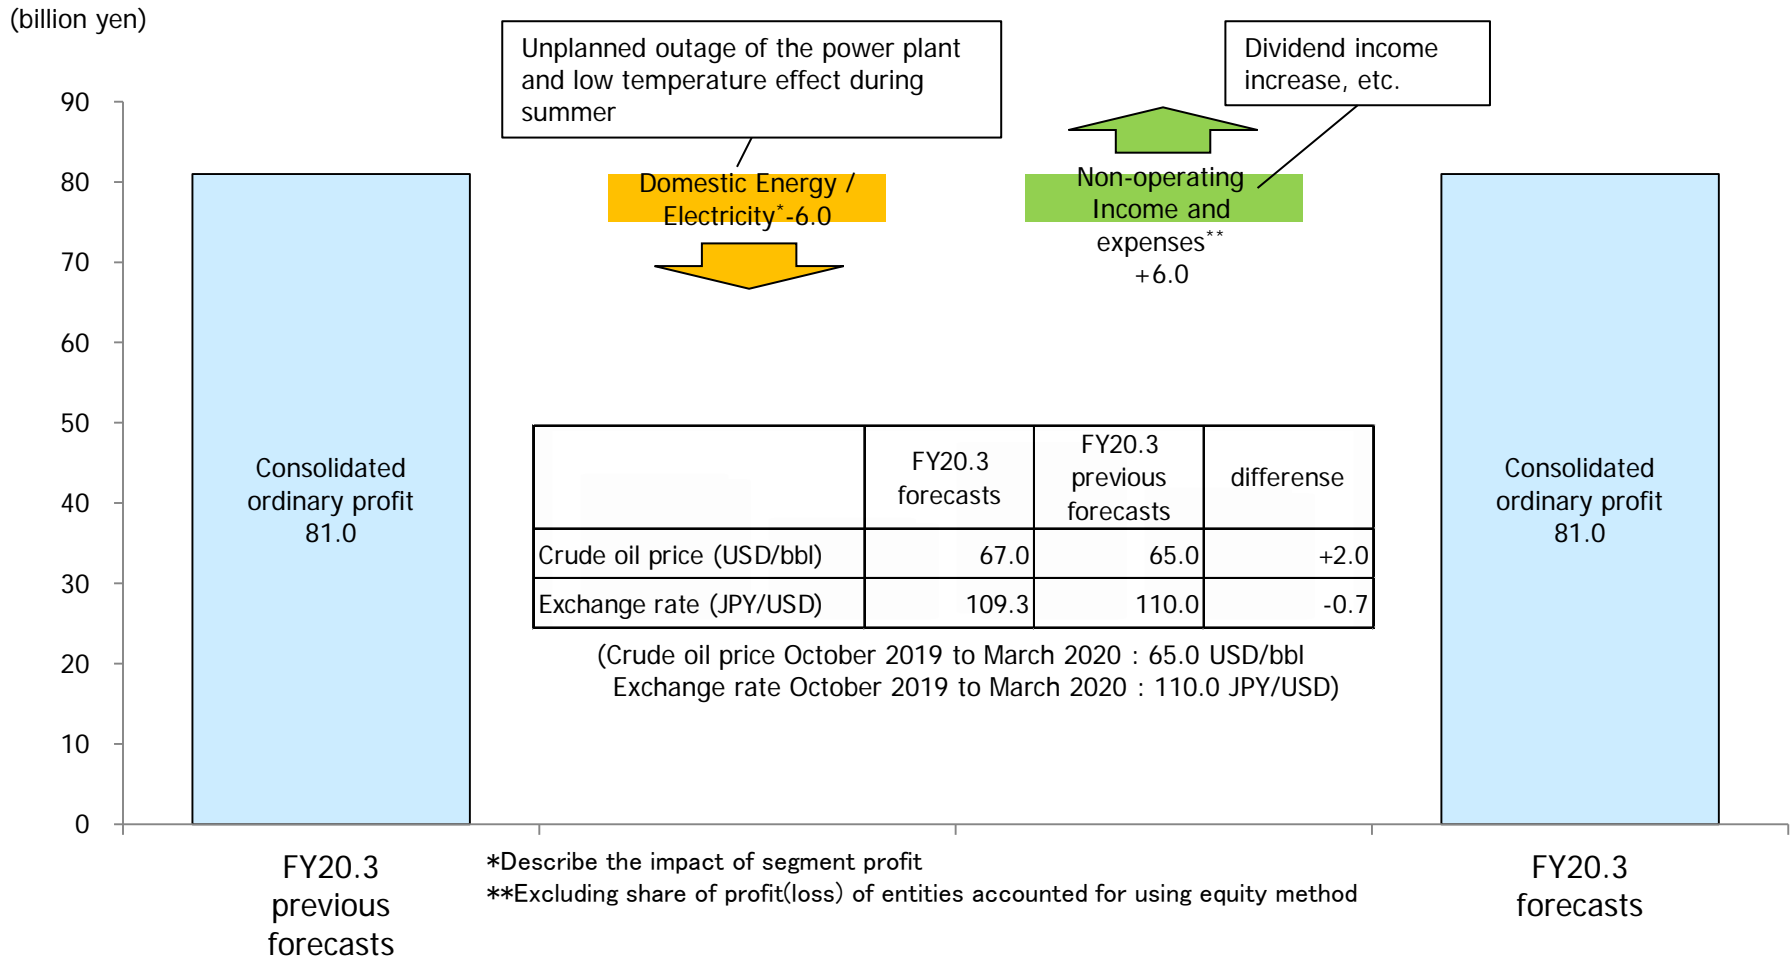 (billion yen)
Unplanned outage of the power plant
and low temperature effect during
summer
Dividend income
increase, etc.
90
80
70
60
50
40
30
20
10
0
Consolidated
ordinary profit
81.0
Domestic Energy /
Electricity*-6.0
Non-operating
Income and
expenses**
+6.0
Consolidated
ordinary profit
81.0
FY20.3
forecasts
FY20.3
previous
forecasts
differense
Crude oil price (USD/bbl) 67.0 65.0 +2.0
Exchange rate (JPY/USD) 109.3 110.0 -0.7
(Crude oil price October 2019 to March 2020 : 65.0 USD/bbl
Exchange rate October 2019 to March 2020 : 110.0 JPY/USD)
FY20.3
previous
forecasts
*Describe the impact of segment profit
**Excluding share of profit(loss) of entities accounted for using equity method
FY20.3
forecasts